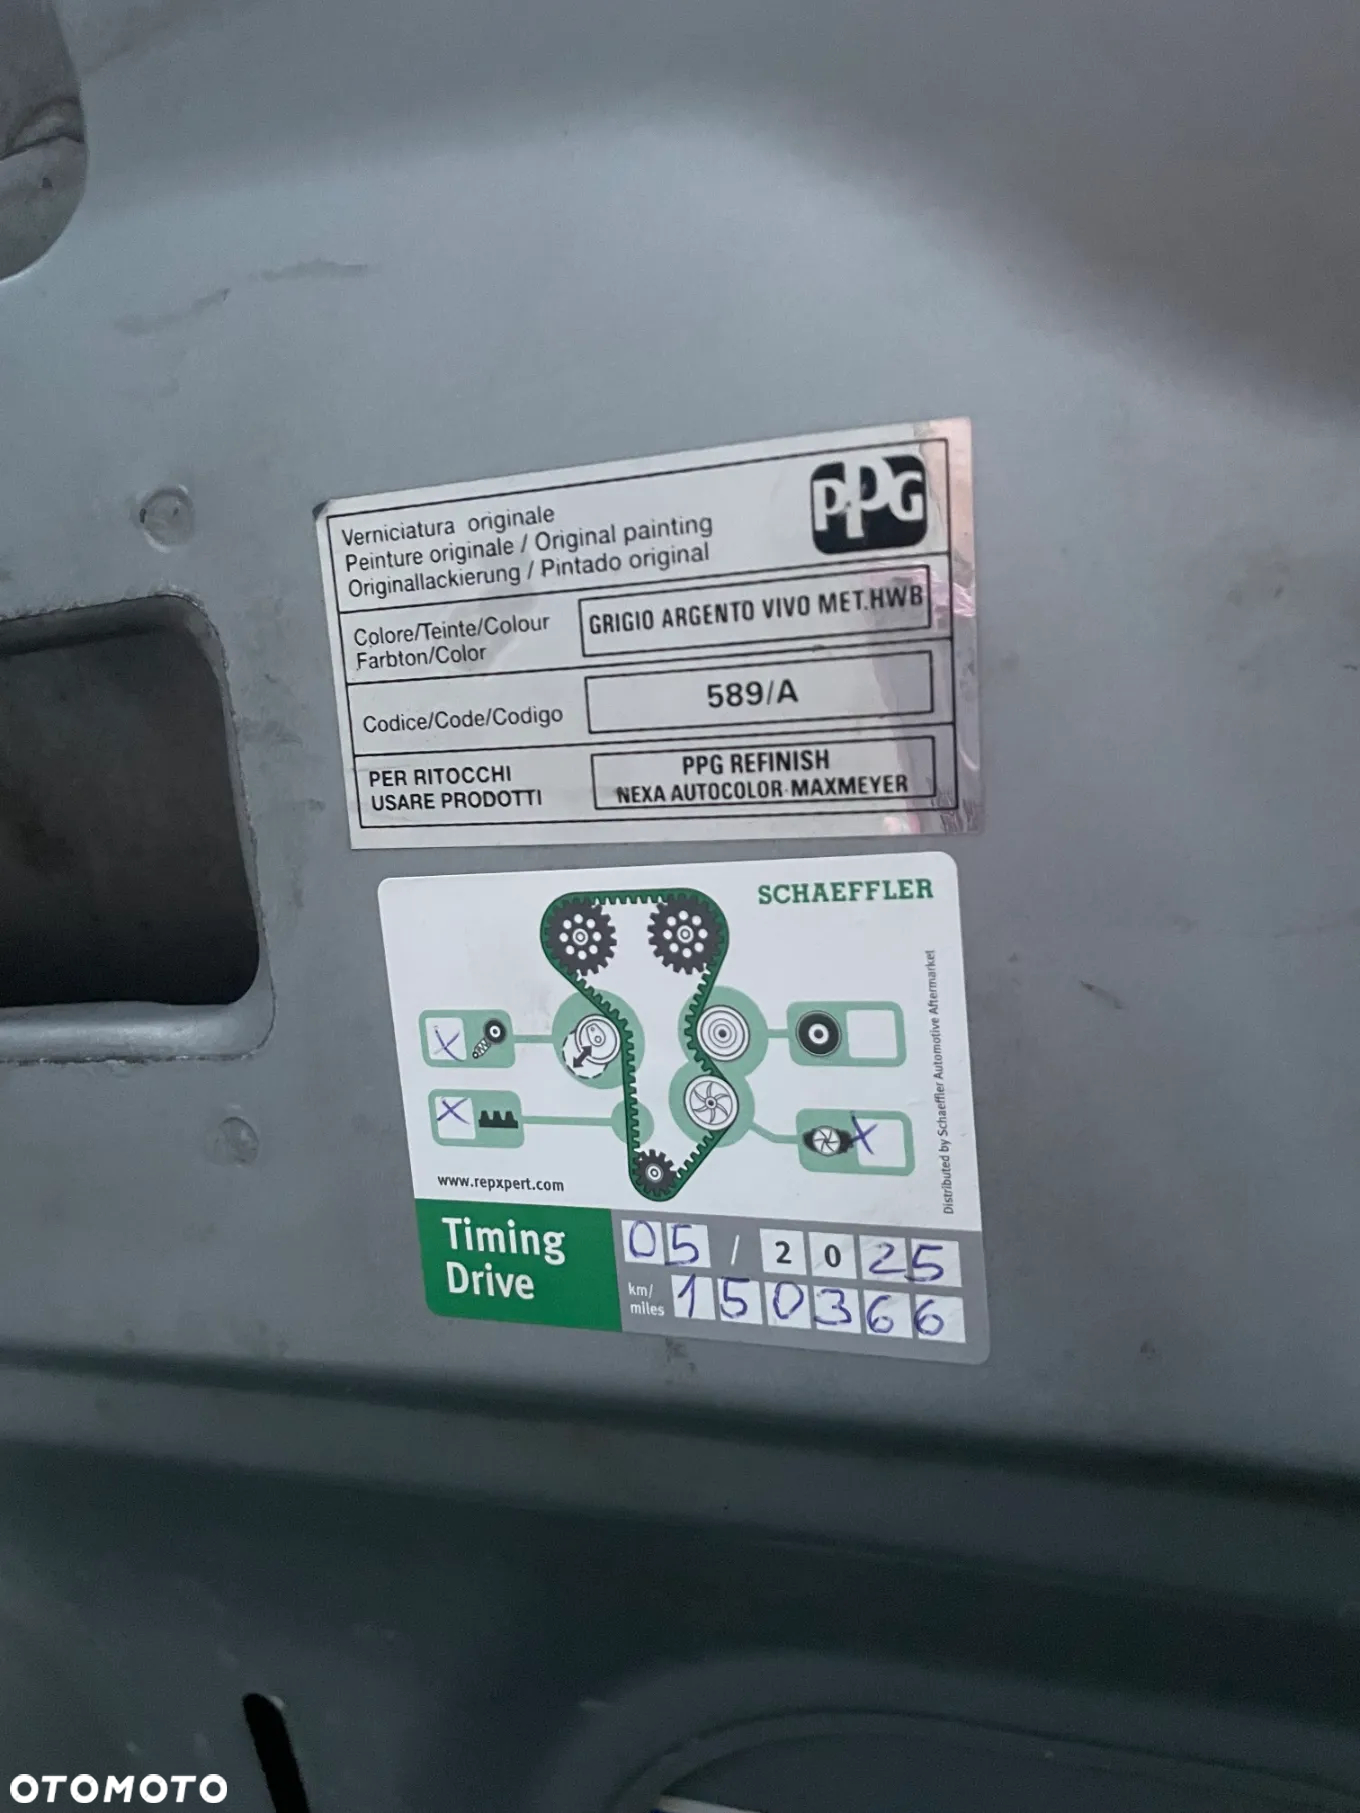 Verniciatura originale
Peinture originale / Original painting
Originallackierung / Pintado original
PPG
Colore/Teinte/Colour
Farbton/Color
GRIGIO ARGENTO VIVO MET.HWB
Codice/Code/Codigo
589/A
PER RITOCCHI
USARE PRODOTTI
PPG REFINISH
NEXA AUTOCOLOR-MAXMEYER
SCHAEFFLER
X
X
X
Distributed by Schaeffler Automotive Aftermarket
www.repxpert.com
Timing
Drive
05 / 2025
km/
miles
150366
OTOMOTO